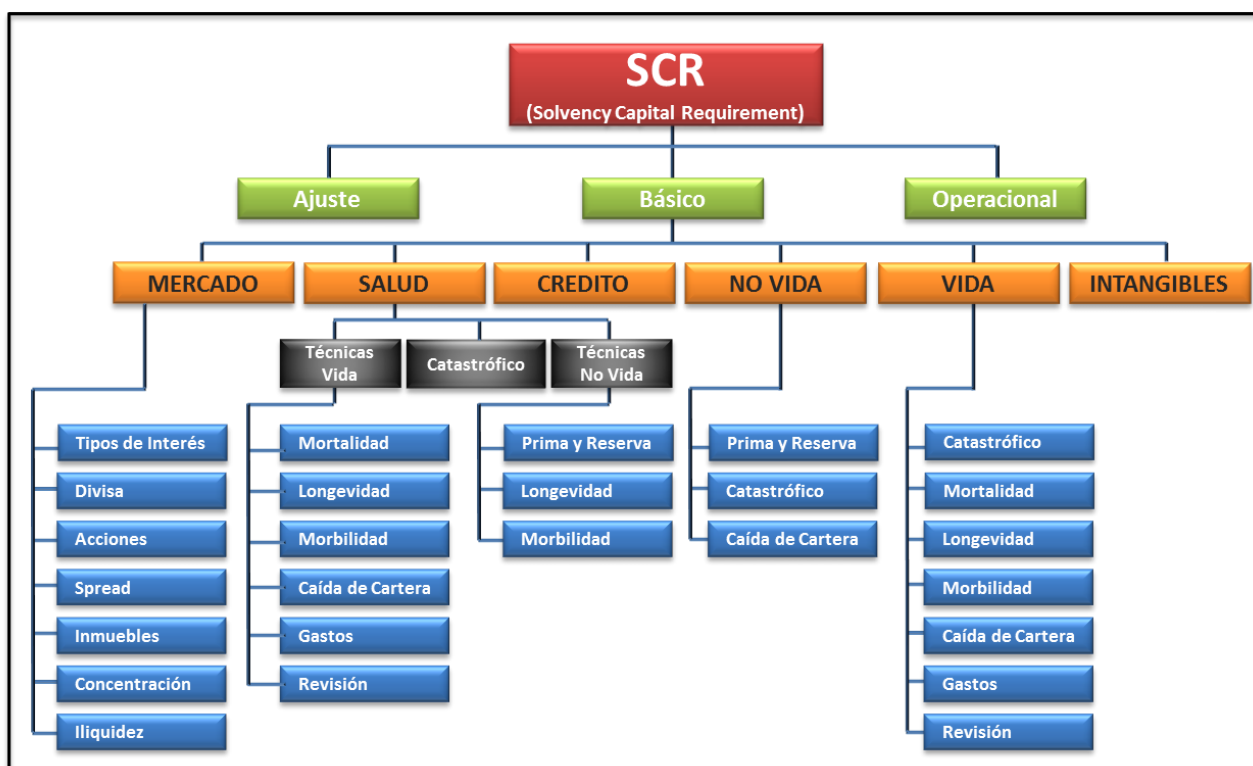 SCR
(Solvency Capital Requirement)
Ajuste
Básico
Operacional
MERCADO
SALUD
CREDITO
NO VIDA
VIDA
INTANGIBLES
Técnicas
Vida
Catastrófico
Técnicas
No Vida
Tipos de Interés
Divisa
Acciones
Spread
Inmuebles
Concentración
Iliquidez
Mortalidad
Longevidad
Morbilidad
Caída de Cartera
Gastos
Revisión
Prima y Reserva
Longevidad
Morbilidad
Prima y Reserva
Catastrófico
Caída de Cartera
Catastrófico
Mortalidad
Longevidad
Morbilidad
Caída de Cartera
Gastos
Revisión